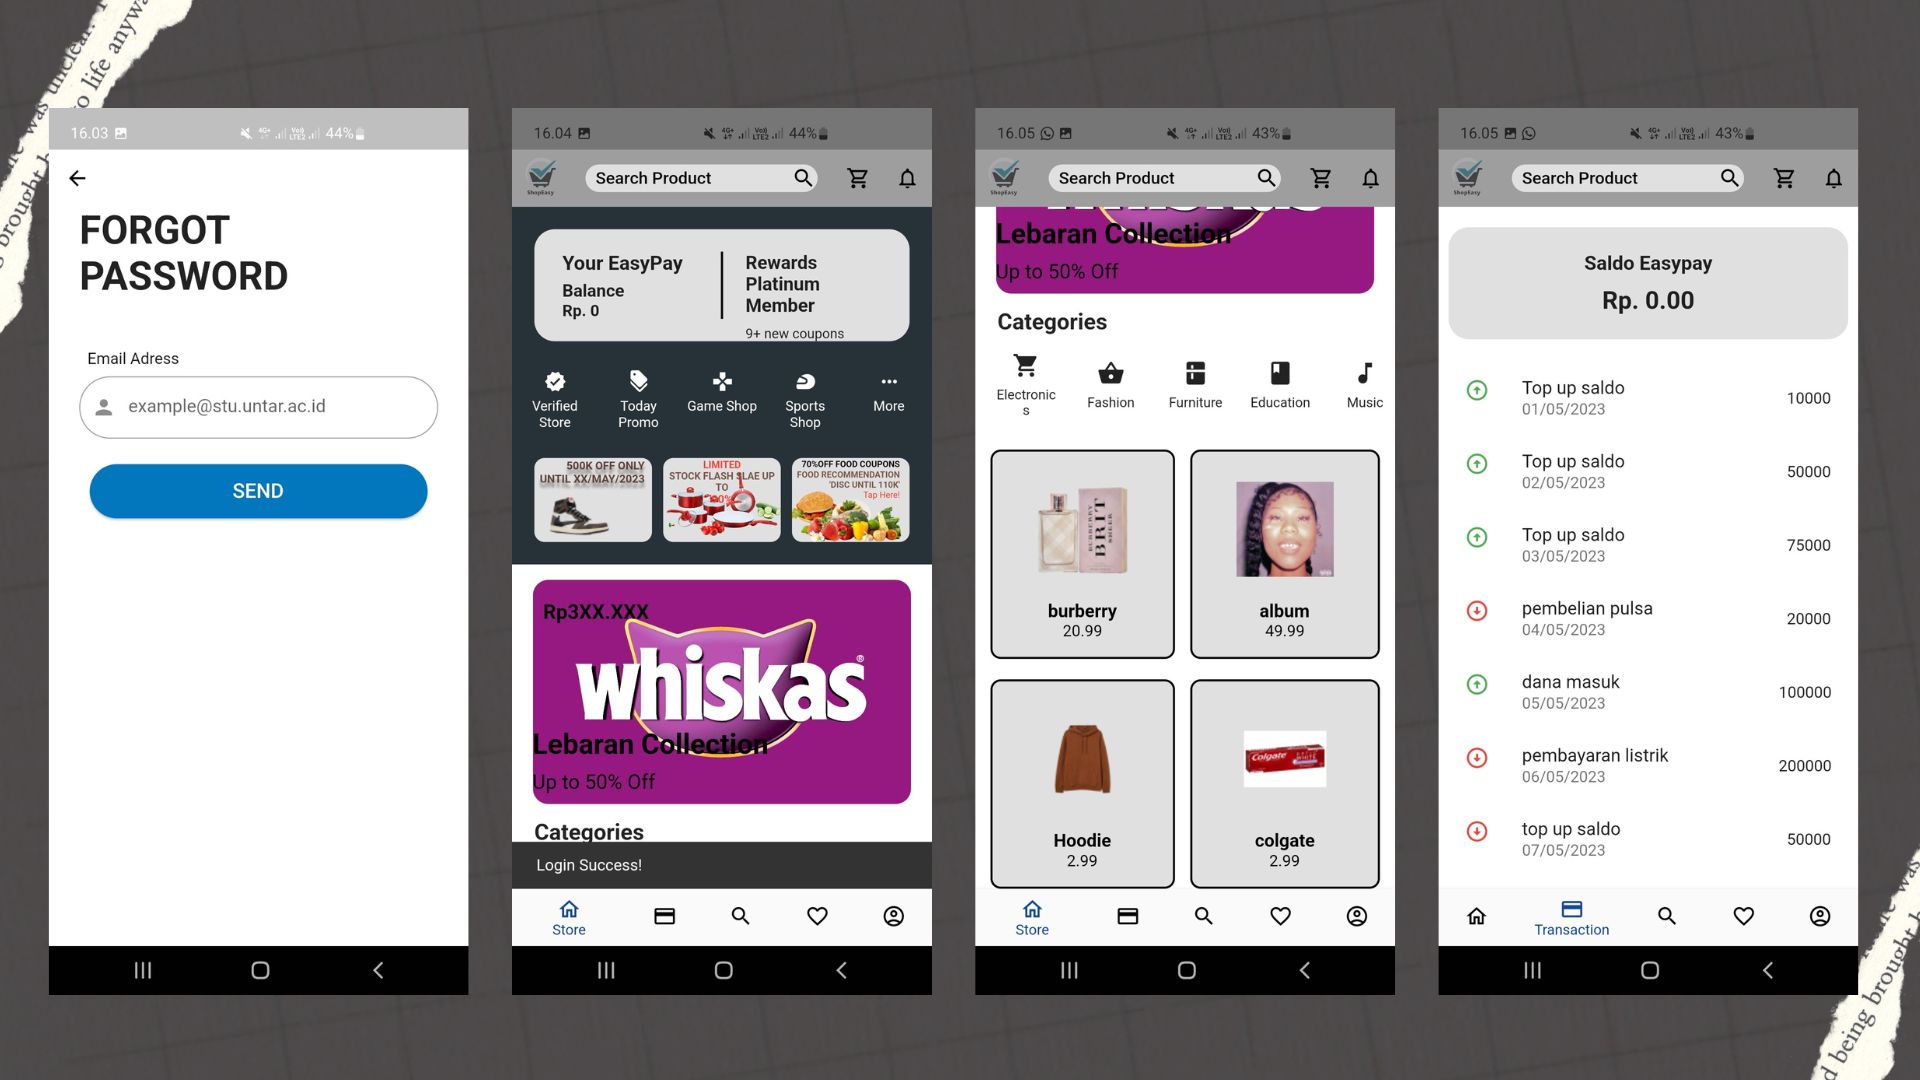 16.03
44%
FORGOT
PASSWORD
Email Adress
example@stu.untar.ac.id
SEND
16.04
44%
ShopEasy
Search Product
Your EasyPay
Balance
Rp. 0
Rewards
Platinum
Member
9+ new coupons
Verified
Store
Today
Promo
Game Shop
Sports
Shop
More
500K OFF ONLY
UNTIL XX/MAY/2023
LIMITED
STOCK FLASH SLAE UP
TO
70%OFF FOOD COUPONS
FOOD RECOMMENDATION
'DISC UNTIL 110K'
Tap Here!
Rp3XX.XXX
whiskas®
Lebaran Collection
Up to 50% Off
Categories
Login Success!
Store
16.05
43%
ShopEasy
Search Product
Lebaran Collection
Up to 50% Off
Categories
Electronic
s
Fashion
Furniture
Education
Music
BURBERRY
BRIT
SHEER
burberry
20.99
album
49.99
Hoodie
2.99
Colgate
colgate
2.99
Store
16.05
43%
ShopEasy
Search Product
Saldo Easypay
Rp. 0.00
Top up saldo
01/05/2023
10000
Top up saldo
02/05/2023
50000
Top up saldo
03/05/2023
75000
pembelian pulsa
04/05/2023
20000
dana masuk
05/05/2023
100000
pembayaran listrik
06/05/2023
200000
top up saldo
07/05/2023
50000
Transaction